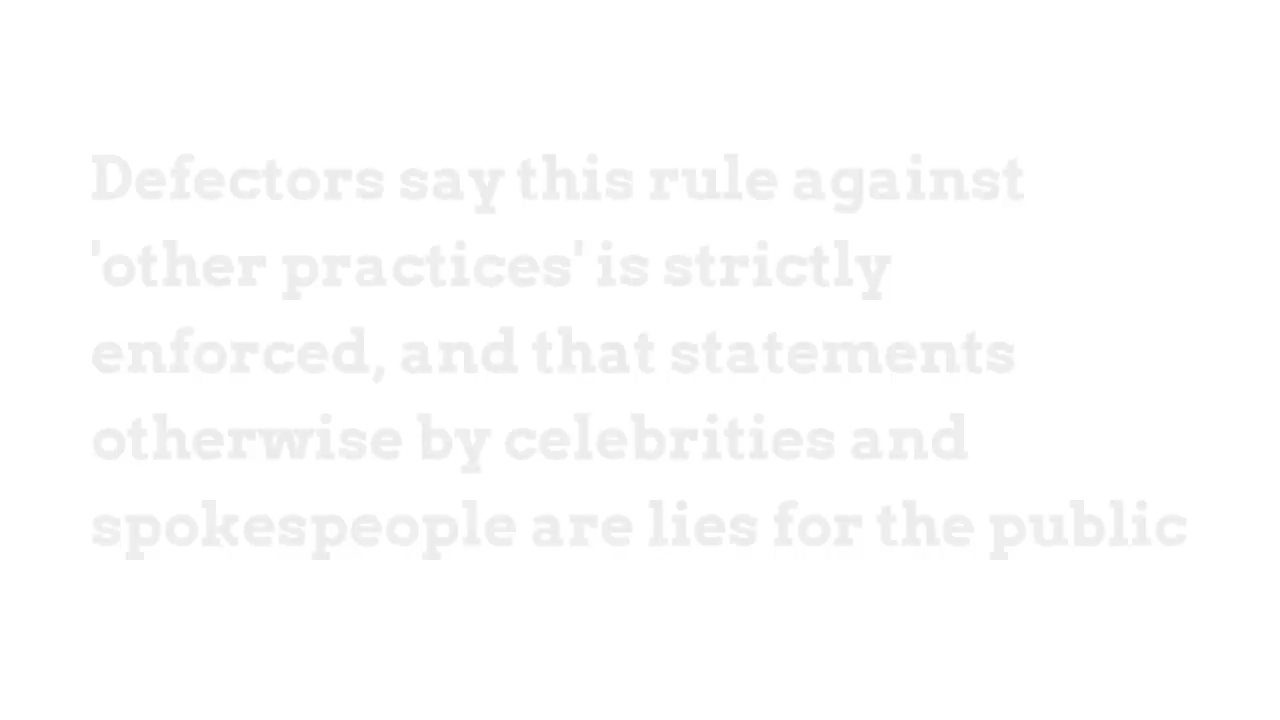 Defectors say this rule against
'other practices' is strictly
enforced, and that statements
otherwise by celebrities and
spokespeople are lies for the public